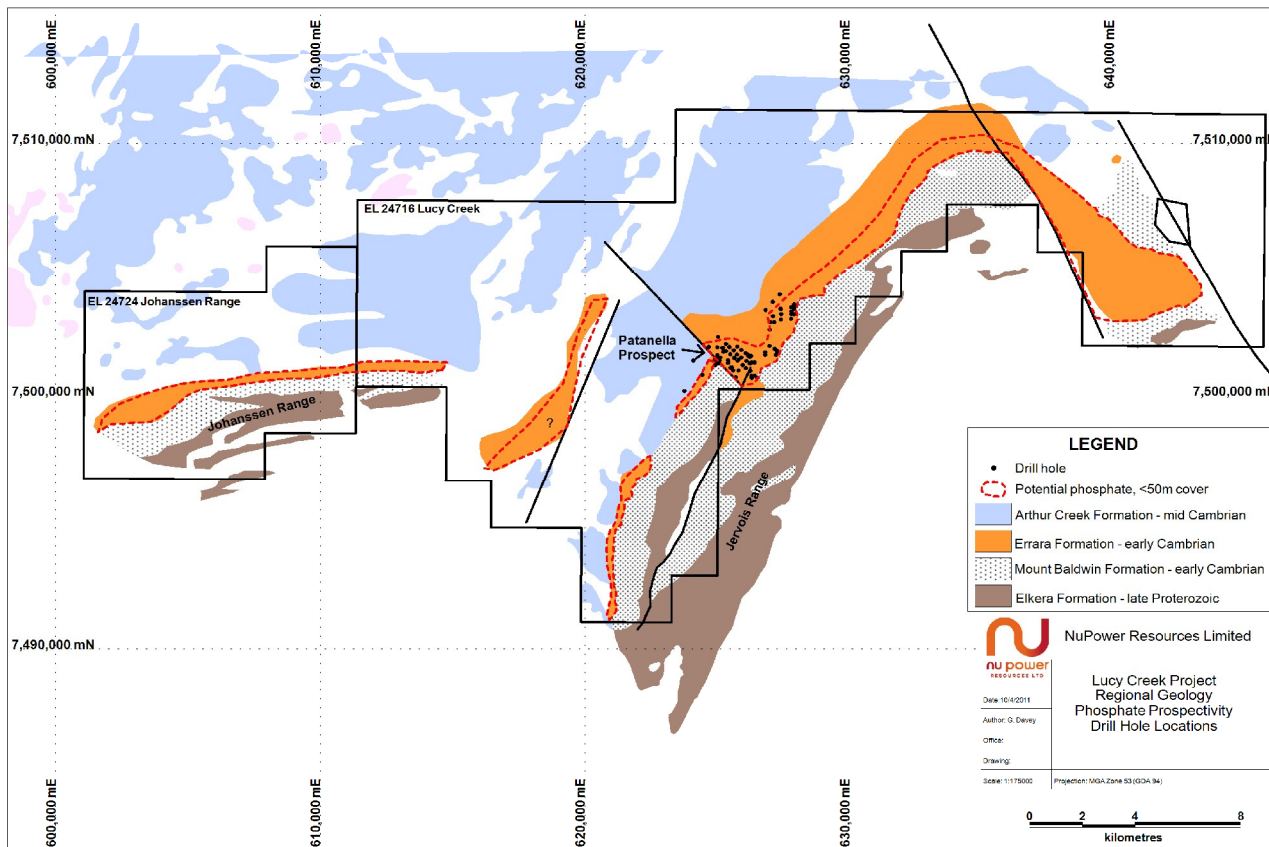 600,000 mE
610,000 mE
620,000 mE
630,000 mE
640,000 mE
7,510,000 mN
7,510,000 mN
EL 24716 Lucy Creek
EL 24724 Johanssen Range
Patanella
Prospect
7,500,000 mN
7,500,000 mN
Johanssen Range
?
Jervois Range
7,490,000 mN
LEGEND
Drill hole
Potential phosphate, <50m cover
Arthur Creek Formation - mid Cambrian
Errara Formation - early Cambrian
Mount Baldwin Formation - early Cambrian
Elkera Formation - late Proterozoic
nu power
RESOURCES LTD
NuPower Resources Limited
Date: 10/4/2011
Author: G. Davey
Office:
Drawing:
Scale: 1:175000
Lucy Creek Project
Regional Geology
Phosphate Prospectivity
Drill Hole Locations
Projection: MGA Zone 53 (GDA 94)
600,000 mE
610,000 mE
620,000 mE
630,000 mE
0 2 4 6 8
kilometres